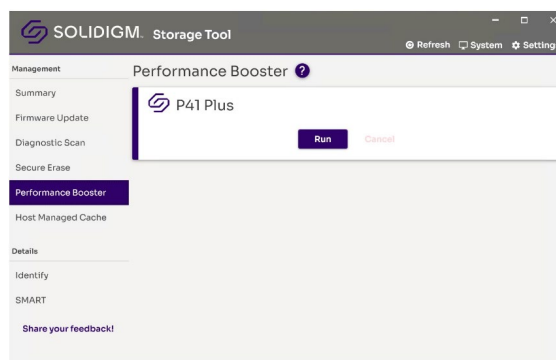 SOLIDIGM™ Storage Tool
Refresh System Setting
Management
Summary
Firmware Update
Diagnostic Scan
Secure Erase
Performance Booster
Host Managed Cache
Details
Identify
SMART
Share your feedback!
Performance Booster ?
P41 Plus
Run Cancel